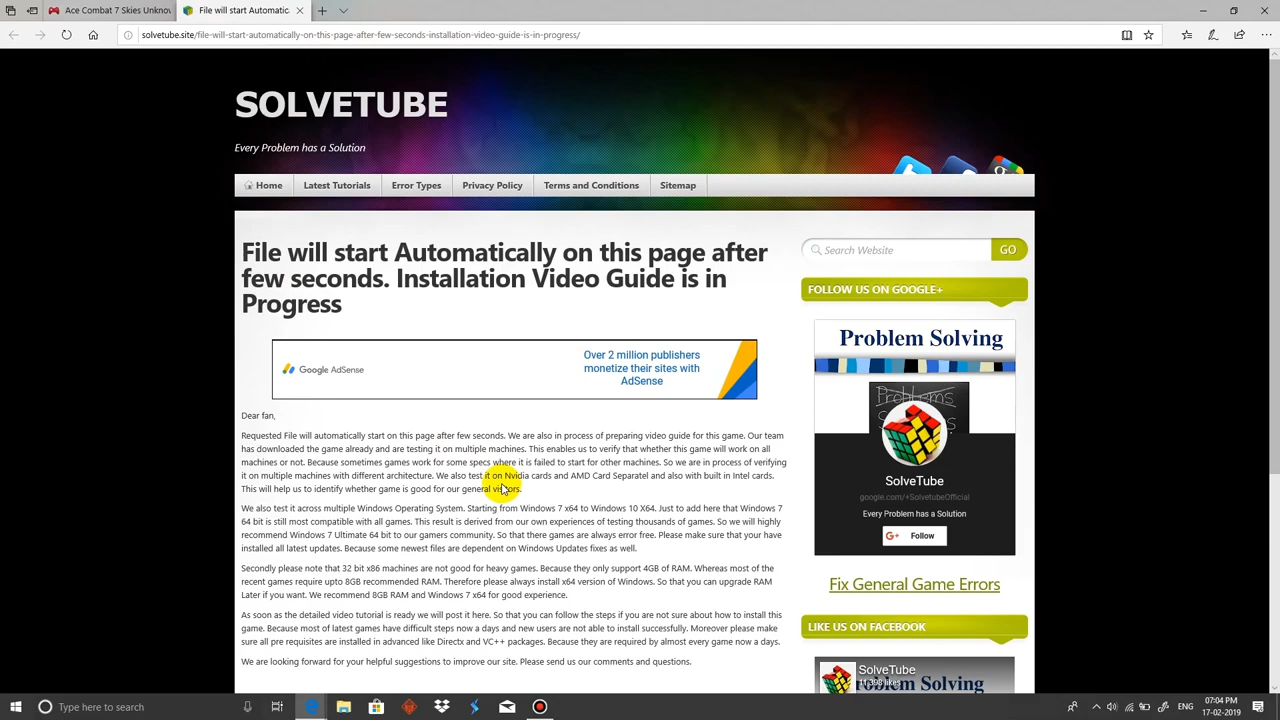 Ace Combat 7 Skies Unknow
File will start Automatic.
solvetube.site/file-will-start-automatically-on-this-page-after-few-seconds-installation-video-guide-is-in-progress/
SOLVETUBE
Every Problem has a Solution
Home
Latest Tutorials
Error Types
Privacy Policy
Terms and Conditions
Sitemap
File will start Automatically on this page after
few seconds. Installation Video Guide is in
Progress
Google AdSense
Over 2 million publishers
monetize their sites with
AdSense
Dear fan,
Requested File will automatically start on this page after few seconds. We are also in process of preparing video guide for this game. Our team
has downloaded the game already and are testing it on multiple machines. This enables us to verify that whether this game will work on all
machines or not. Because sometimes games work for some specs where it is failed to start for other machines. So we are in process of verifying
it on multiple machines with different architecture. We also test it on Nvidia cards and AMD Card Separatel and also with built in Intel cards.
This will help us to identify whether game is good for our general visitors.
We also test it across multiple Windows Operating System. Starting from Windows 7 x64 to Windows 10 X64. Just to add here that Windows 7
64 bit is still most compatible with all games. This result is derived from our own experiences of testing thousands of games. So we will highly
recommend Windows 7 Ultimate 64 bit to our gamers community. So that there games are always error free. Please make sure that your have
installed all latest updates. Because some newest files are dependent on Windows Updates fixes as well.
Secondly please note that 32 bit x86 machines are not good for heavy games. Because they only support 4GB of RAM. Whereas most of the
recent games require upto 8GB recommended RAM. Therefore please always install x64 version of Windows. So that you can upgrade RAM
Later if you want. We recommend 8GB RAM and Windows 7 x64 for good experience.
As soon as the detailed video tutorial is ready we will post it here. So that you can follow the steps if you are not sure about how to install this
game. Because most of latest games have difficult steps now a days and new users are not able to install successfully. Moreover please make
sure all pre requisites are installed in advanced like Directx and VC++ packages. Because they are required by almost every game now a days.
We are looking forward for your helpful suggestions to improve our site. Please send us our comments and questions.
Search Website
GO
FOLLOW US ON GOOGLE+
Problem Solving
Problems
SolveTube
google.com/+SolvetubeOfficial
Every Problem has a Solution
G+ Follow
Fix General Game Errors
LIKE US ON FACEBOOK
SolveTube
11,398 likes
Problem Solving
Type here to search
ENG
07:04 PM
17-02-2019